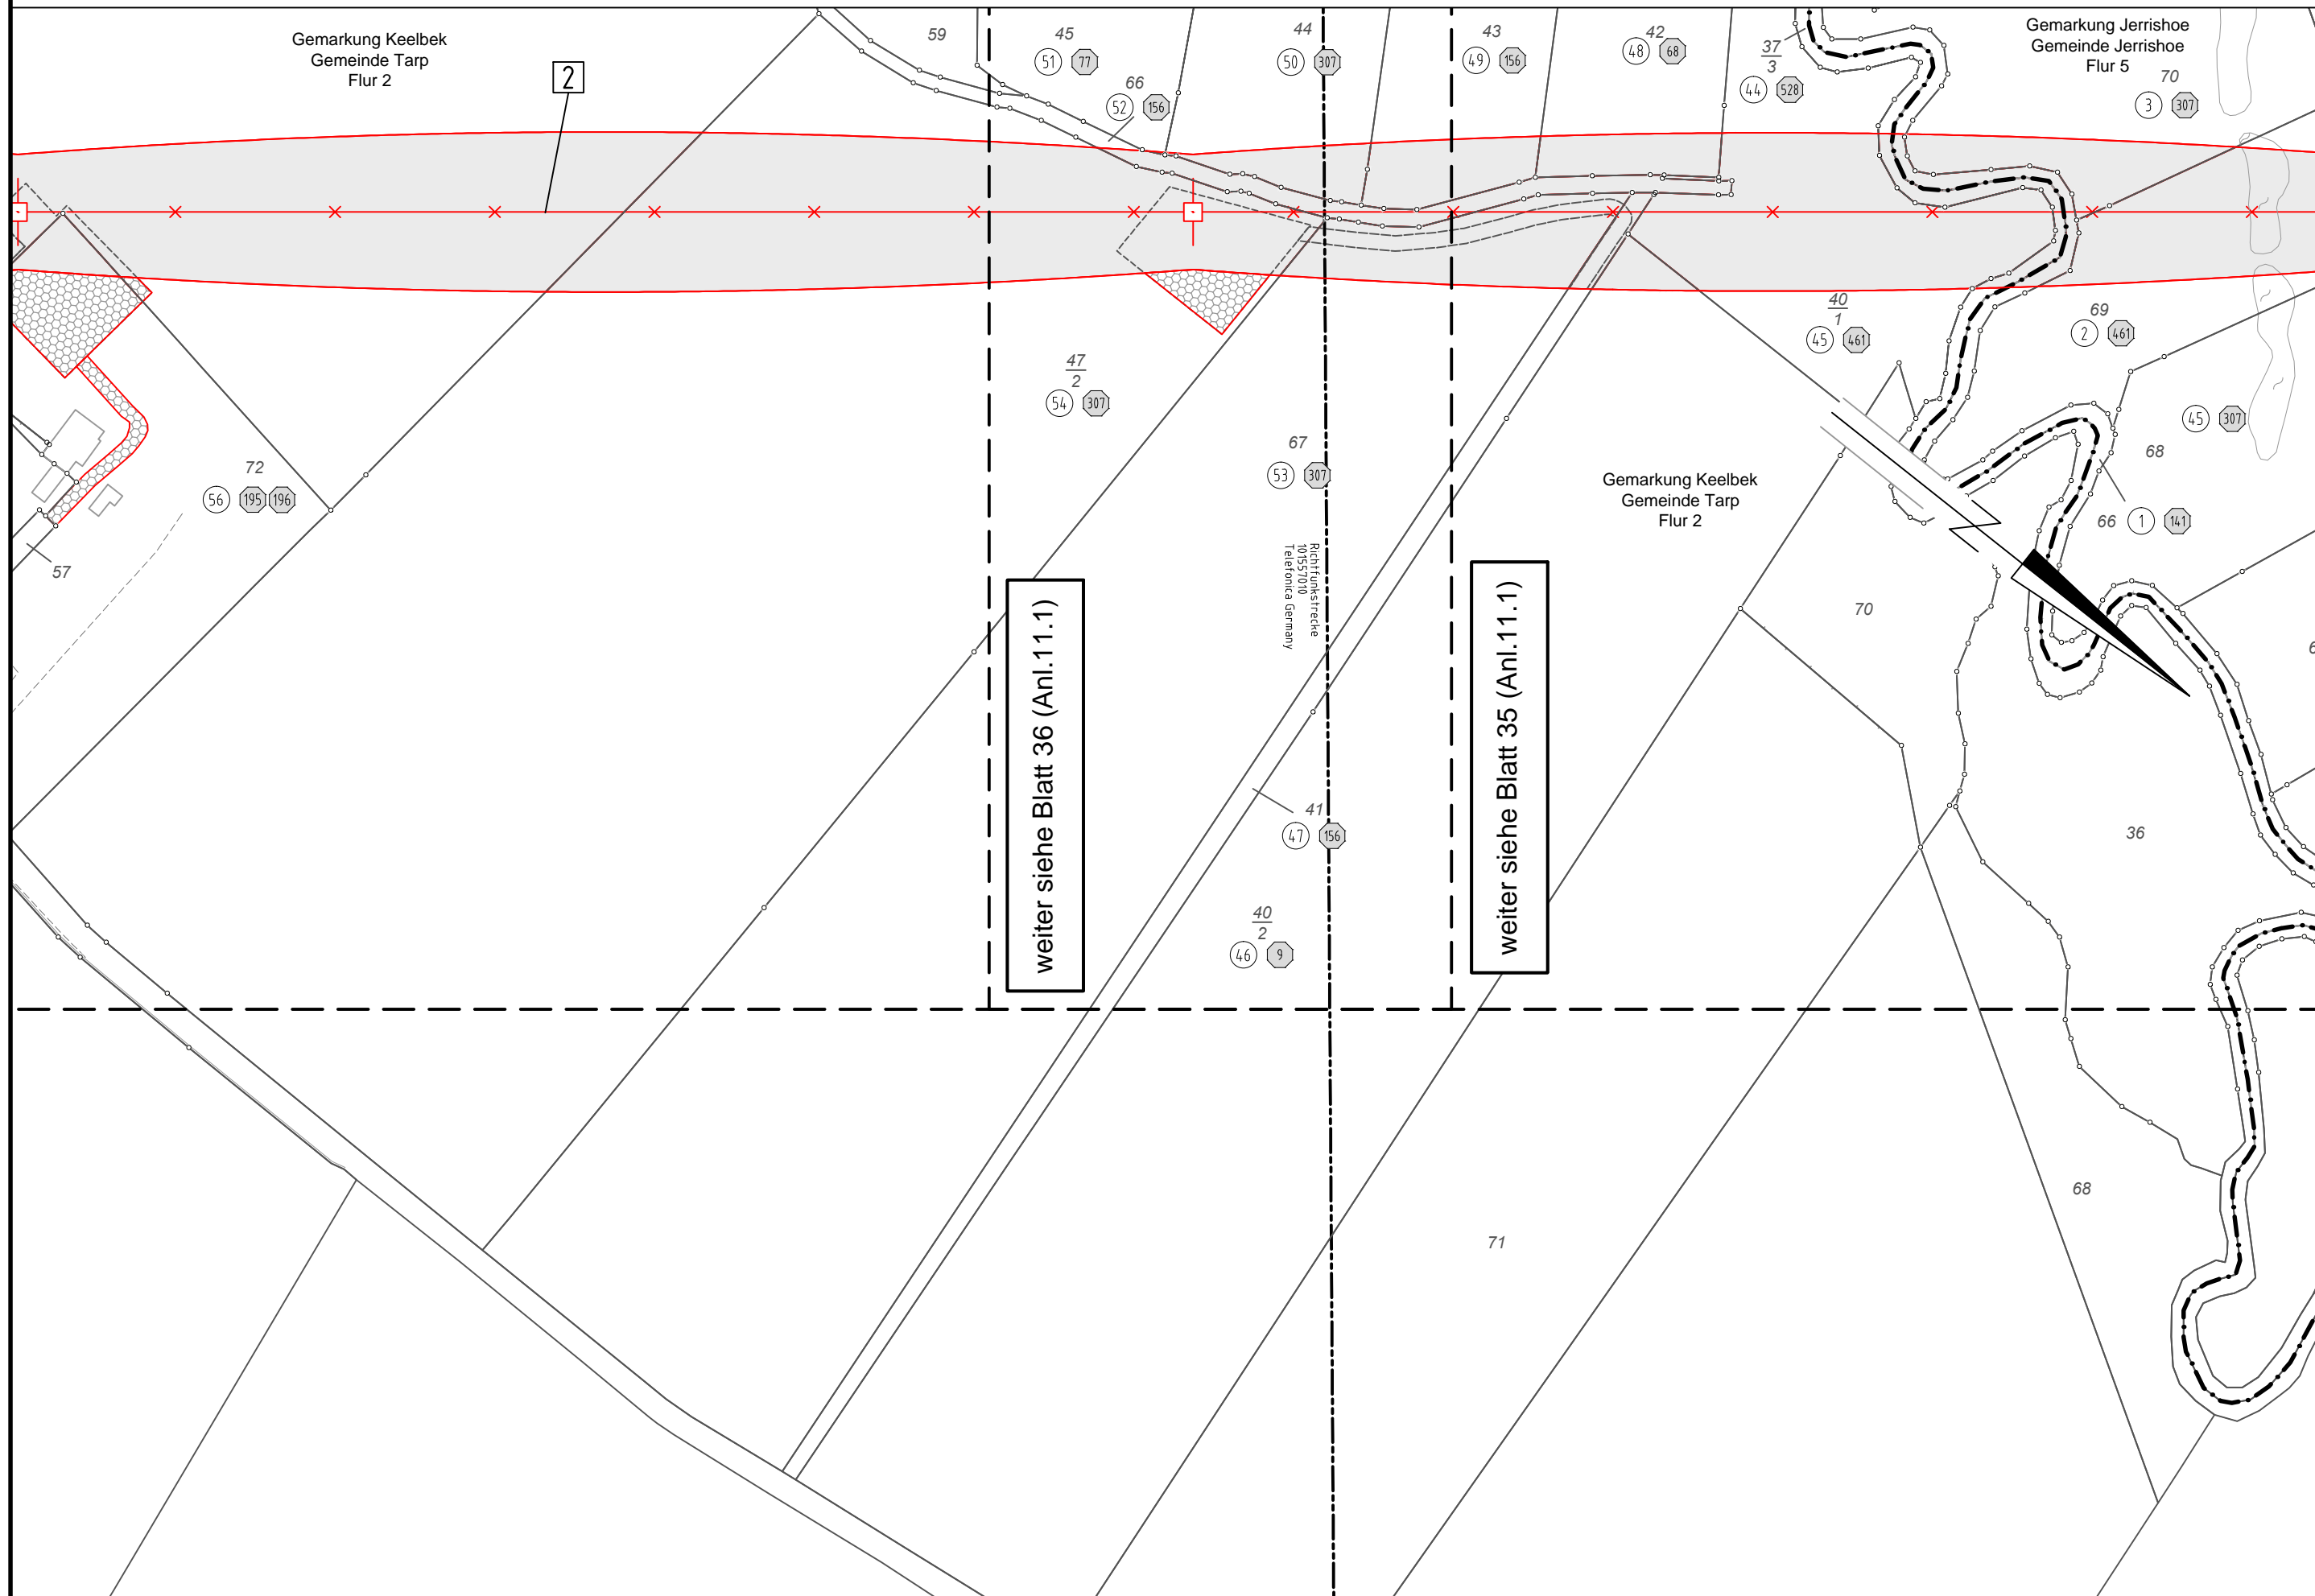 Gemarkung Keelbek
Gemeinde Tarp
Flur 2
2
59
45
51 77
66
52 156
44
50 307
43
49 156
42
48 68
37
3
44 528
Gemarkung Jerrishoe
Gemeinde Jerrishoe
Flur 5
70
3 307
47
2
54 307
67
53 307
40
1
45 461
69
2 461
45 307
68
72
56 195 196
57
Gemarkung Keelbek
Gemeinde Tarp
Flur 2
66 1 141
Richtfunkstrecke
101557010
Telefonica Germany
weiter siehe Blatt 36 (Anl.11.1)
weiter siehe Blatt 35 (Anl.11.1)
70
41
47 156
36
40
2
46 9
68
71